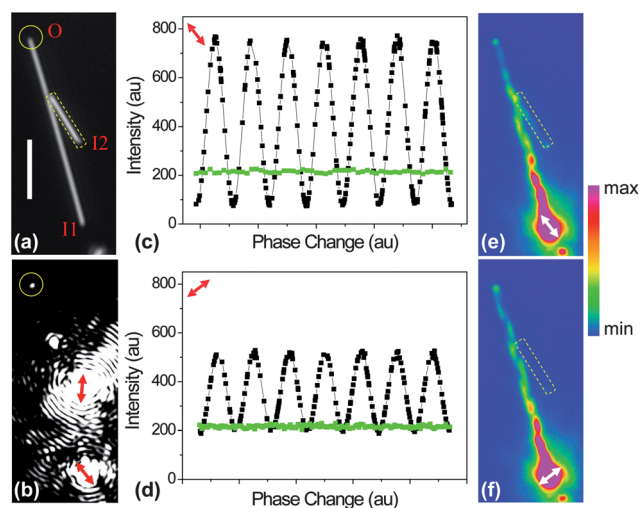 O
I2
I1
(a)
(b)
(c)
Intensity (au)
800
600
400
200
0
Phase Change (au)
(d)
Intensity (au)
800
600
400
200
0
Phase Change (au)
(e)
(f)
max
min